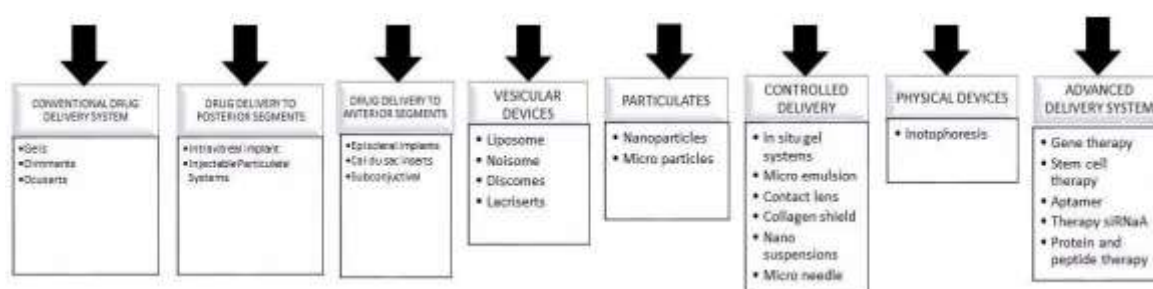 CONVENTIONAL DRUG
DELIVERY SYSTEM
•Gels
•Ocuserts
DRUG DELIVERY TO
POSTERIOR SEGMENTS
•Intravitreal implant
•Injectable Particulate
Systems
DRUG DELIVERY TO
ANTERIOR SEGMENTS
•Episcleral implants
•Cal du sac inserts
•Subconjuctival
VESICULAR
DEVICES
• Liposome
• Noisome
• Discomes
• Lacriserts
PARTICULATES
• Nanoparticles
• Micro particles
CONTROLLED
DELIVERY
• In situ gel
systems
• Micro emulsion
• Contact lens
• Collagen shield
• Nano
suspensions
• Micro needle
PHYSICAL DEVICES
• Inotophoresis
ADVANCED
DELIVERY SYSTEM
• Gene therapy
• Stem cell
therapy
• Aptamer
• Therapy siRNaA
• Protein and
peptide therapy